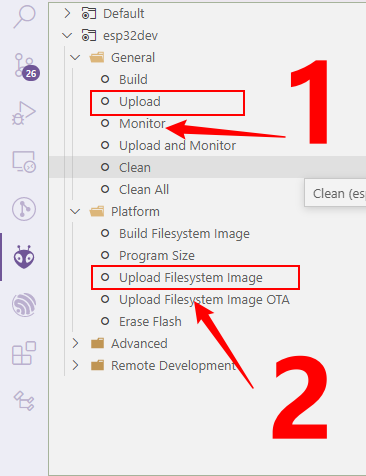 Default
26
esp32dev
General
Build
Upload
Monitor
Upload and Monitor
Clean
Clean (es
Clean All
Platform
Build Filesystem Image
Program Size
Upload Filesystem Image
Upload Filesystem Image OTA
Erase Flash
Advanced
Remote Development
1
2